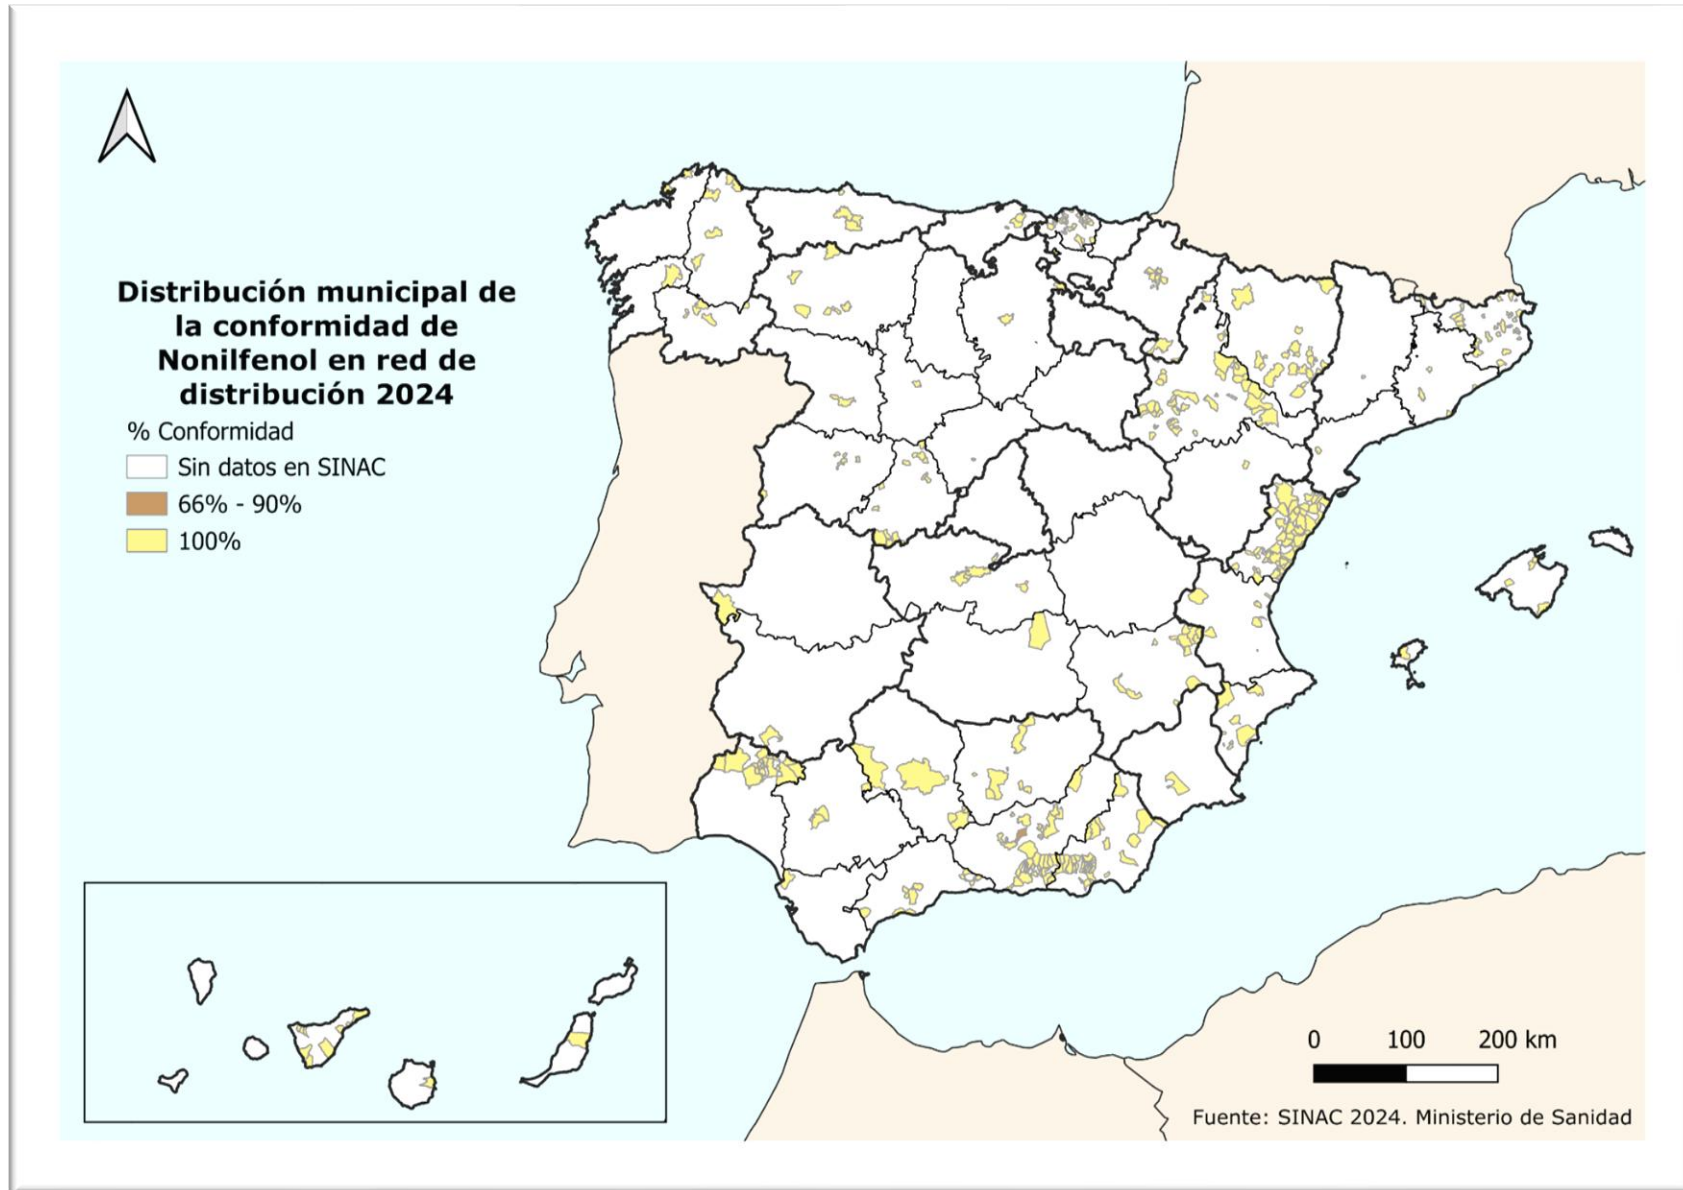 Distribución municipal de
la conformidad de
Nonilfenol en red de
distribución 2024
% Conformidad
Sin datos en SINAC
66% - 90%
100%
0 100 200 km
Fuente: SINAC 2024. Ministerio de Sanidad